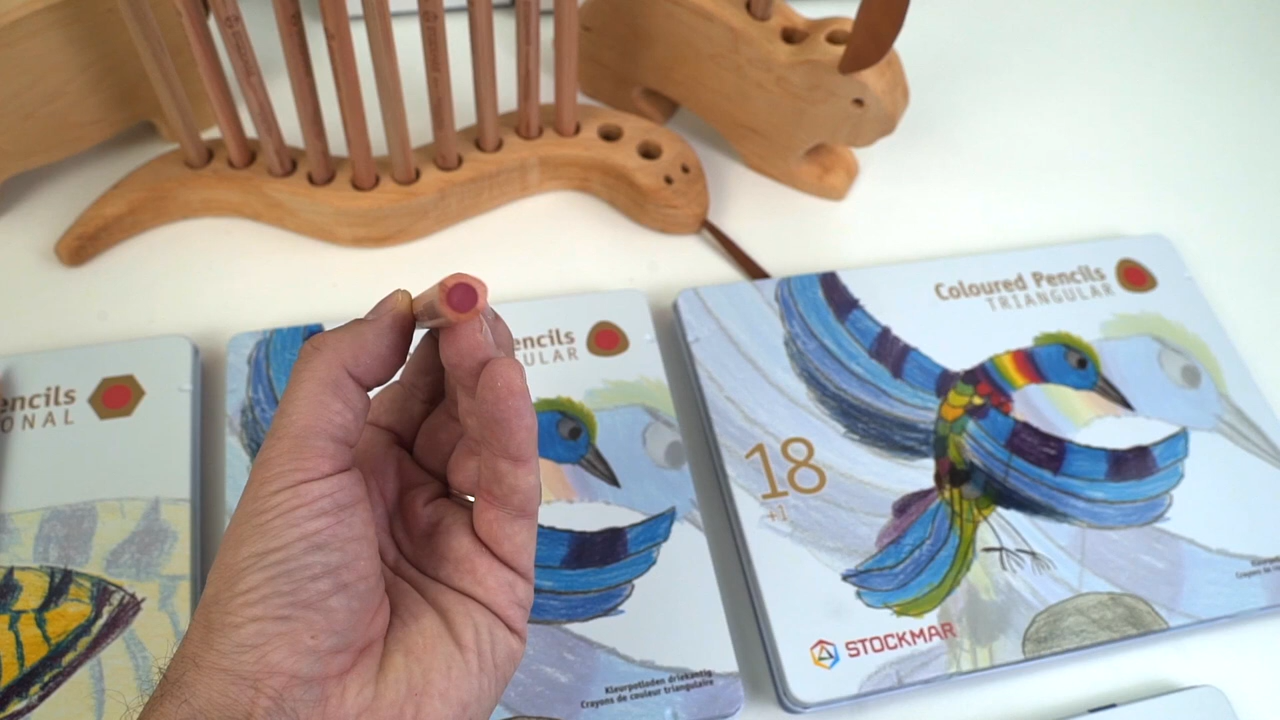 encils
ONAL
encils
ULAR
Kleurpotloden driekantig
Crayons de couleur triangulaire
Coloured Pencils
TRIANGULAR
18
+1
STOCKMAR